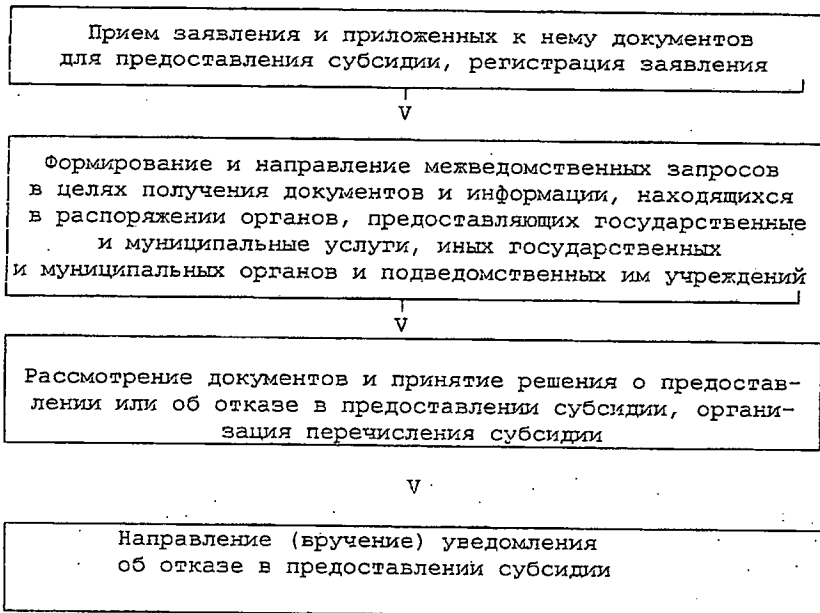 Прием заявления и приложенных к нему документов
для предоставления субсидии, регистрация заявления
V
Формирование и направление межведомственных запросов
в целях получения документов и информации, находящихся
в распоряжении органов, предоставляющих государственные
и муниципальные услуги, иных государственных
и муниципальных органов и подведомственных им учреждений
V
Рассмотрение документов и принятие решения о предостав-
лении или об отказе в предоставлении субсидии, органи-
зация перечисления субсидии
V
Направление (вручение) уведомления
об отказе в предоставлении субсидии